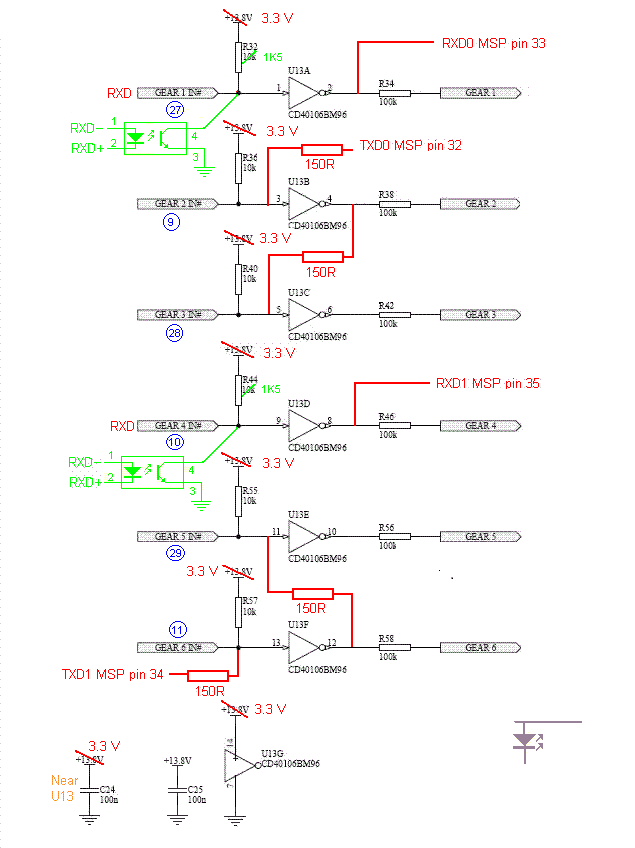 +13.8V 3.3 V
R32
10k 1K5
RXD0 MSP pin 33
U13A
RXD GEAR 1 IN# 1 2 R34 GEAR 1
CD40106BM96 100k
27
RXD- 1 4
RXD+ 2 3
+13.8V 3.3 V
R36
10k
TXD0 MSP pin 32
150R
U13B
GEAR 2 IN# 3 4 R38 GEAR 2
CD40106BM96 100k
9
+13.8V 3.3 V
R40
10k
150R
U13C
GEAR 3 IN# 5 6 R42 GEAR 3
CD40106BM96 100k
28
+13.8V 3.3 V
R44
10k 1K5
RXD1 MSP pin 35
U13D
RXD GEAR 4 IN# 9 8 R46 GEAR 4
CD40106BM96 100k
10
RXD- 1 4
RXD+ 2 3
+13.8V 3.3 V
R55
10k
U13E
GEAR 5 IN# 11 10 R56 GEAR 5
CD40106BM96 100k
29
3.3 V +13.8V
R57
10k
150R
11
U13F
GEAR 6 IN# 13 12 R58 GEAR 6
CD40106BM96 100k
TXD1 MSP pin 34
150R
+13.8V 3.3 V
14
U13G
CD40106BM96
7
3.3 V
+13.8V
+13.8V
Near
U13
C24
100n
C25
100n